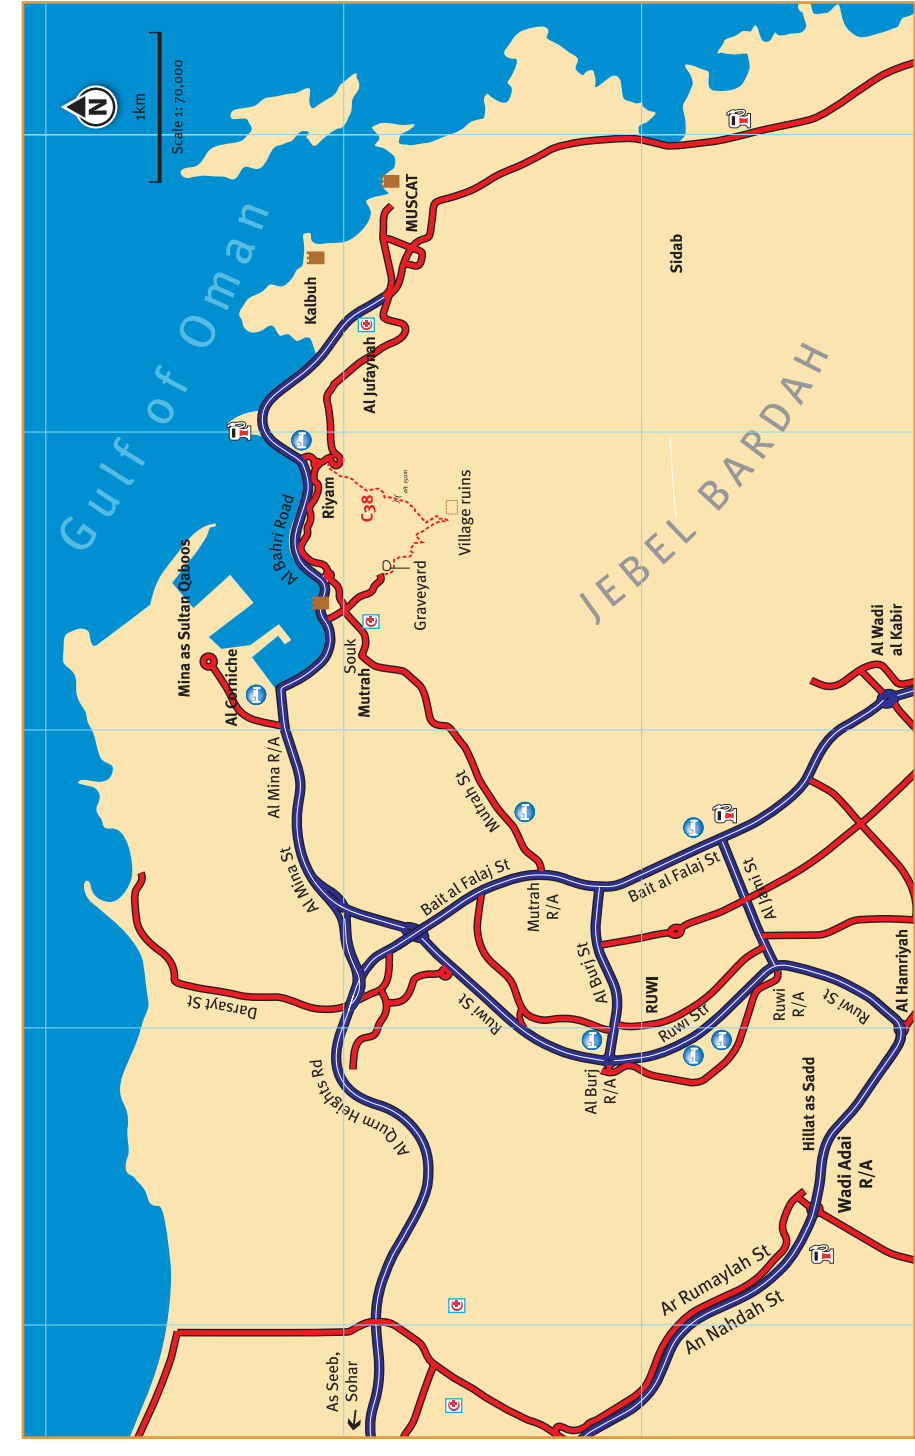 N
1km
Scale 1: 70,000
Gulf of Oman
MUSCAT
Kalbuh
Sidab
Al Jufaynah
JEBEL BARDAH
Riyam
C38
alt. 150m
Village ruins
Al Bahri Road
Graveyard
Mina as Sultan Qaboos
Al Corniche
Souk
Mutrah
Al Wadi
al Kabir
Al Mina R/A
Mutrah St
Al Mina St
Bait al Falaj St
Mutrah
R/A
Bait al Falaj St
Al Jami St
Al Burj St
RUWI
Ruwi St
Ruwi Str
Ruwi
R/A
Ruwi St
Al Hamriyah
Darsayt St
Al Qurm Heights Rd
Al Burj
R/A
Hillat as Sadd
Wadi Adai
R/A
Ar Rumaylah St
An Nahdah St
As Seeb,
Sohar